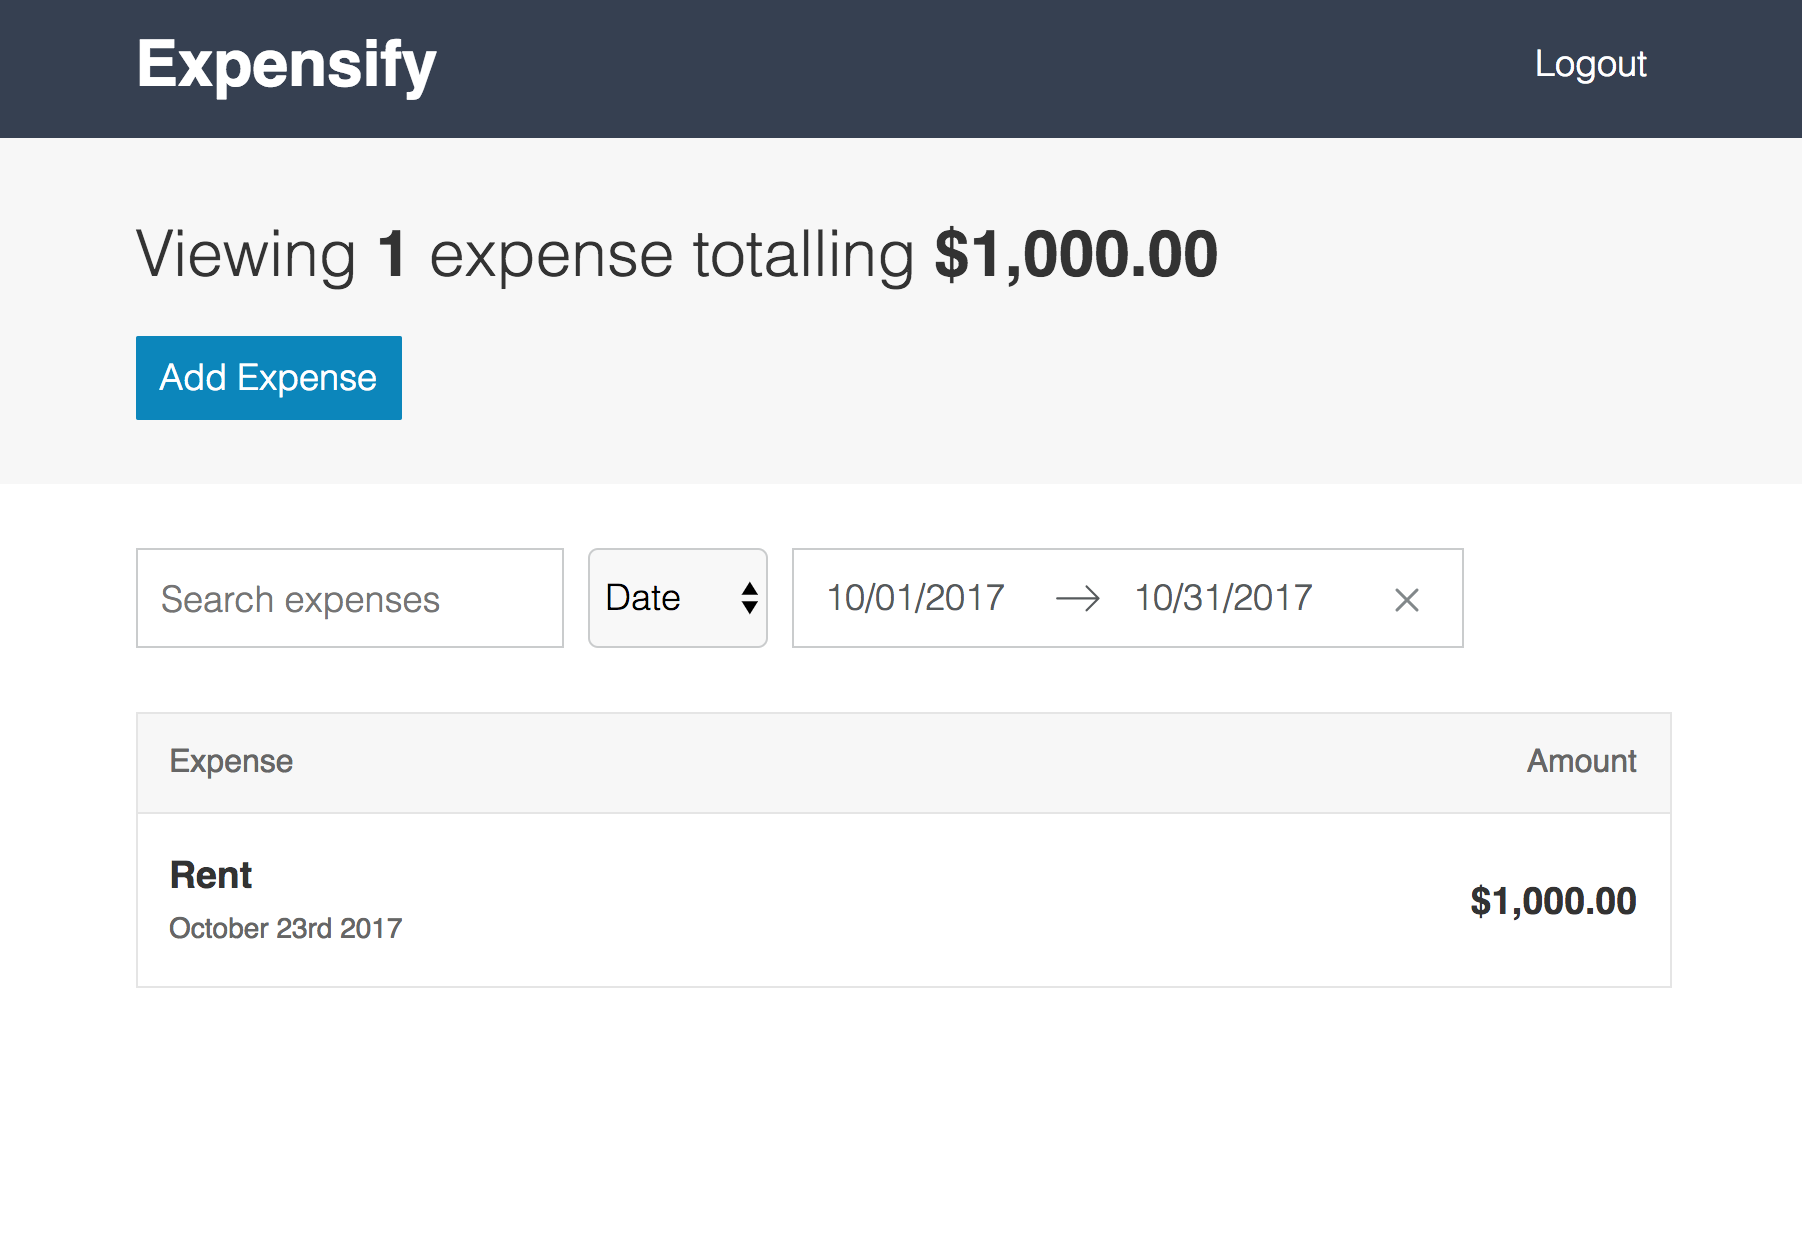 Expensify
Logout
Viewing 1 expense totalling $1,000.00
Add Expense
Search expenses
Date
10/01/2017 → 10/31/2017
Expense
Amount
Rent
October 23rd 2017
$1,000.00